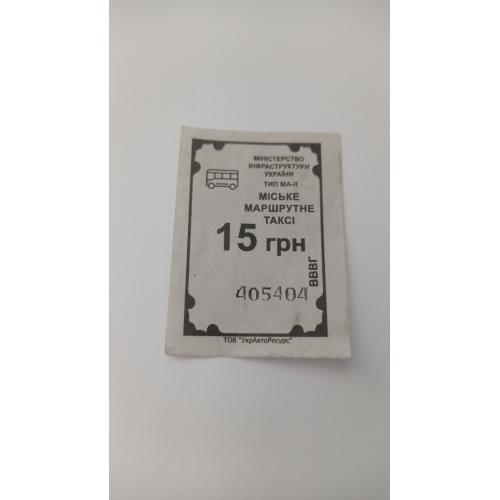 МІНІСТЕРСТВО
ІНФРАСТРУКТУРИ
УКРАЇНИ
ТИП МА-ІІ
МІСЬКЕ
МАРШРУТНЕ
ТАКСІ
15 грн
ВВВГ
405404
ТОВ "УкрАвтоРесурс"